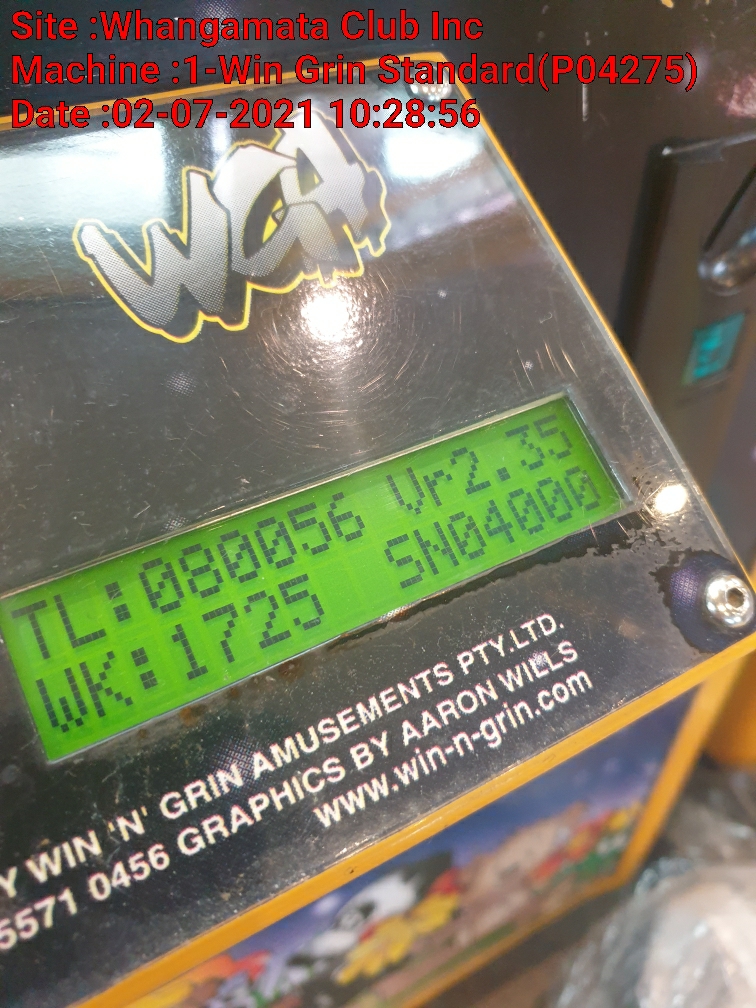 Site :Whangamata Club Inc
Machine :1-Win Grin Standard(P04275)
Date :02-07-2021 10:28:56
WGA
TL:080056 Vr2.35
WK:1725 SN04000
Y WIN 'N' GRIN AMUSEMENTS PTY.LTD.
5571 0456 GRAPHICS BY AARON WILLS
www.win-n-grin.com